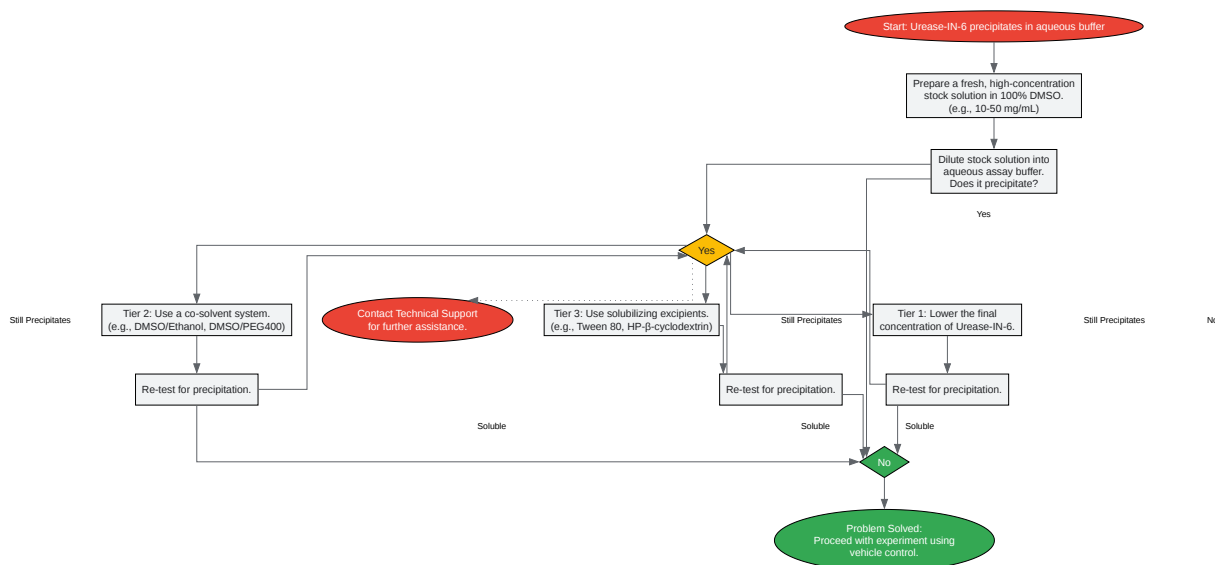 Start: Urease-IN-6 precipitates in aqueous buffer
Prepare a fresh, high-concentration
stock solution in 100% DMSO.
(e.g., 10-50 mg/mL)
Dilute stock solution into
aqueous assay buffer.
Does it precipitate?
Yes
Yes
Still Precipitates
Tier 2: Use a co-solvent system.
(e.g., DMSO/Ethanol, DMSO/PEG400)
Contact Technical Support
for further assistance.
Tier 3: Use solubilizing excipients.
(e.g., Tween 80, HP-β-cyclodextrin)
Still Precipitates
Tier 1: Lower the final
concentration of Urease-IN-6.
Still Precipitates
No
Re-test for precipitation.
Re-test for precipitation.
Re-test for precipitation.
Soluble
Soluble
Soluble
No
Problem Solved:
Proceed with experiment using
vehicle control.